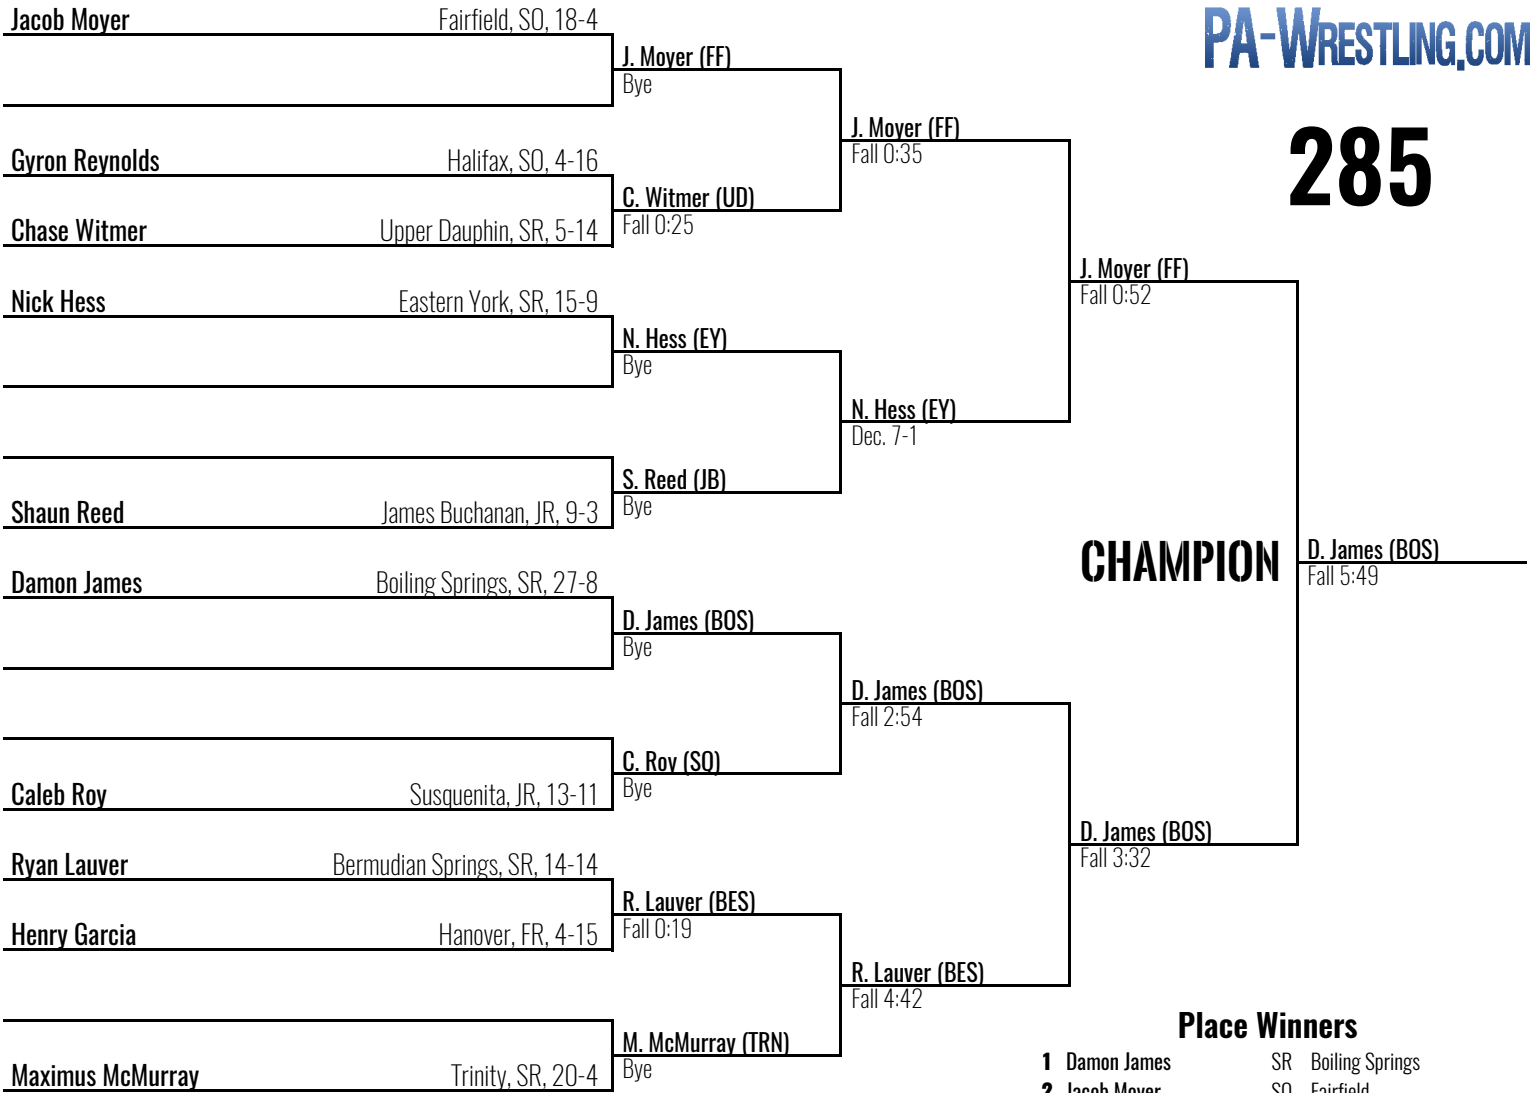 PA-WRESTLING.COM
285
Jacob Moyer Fairfield, SO, 18-4
J. Moyer (FF)
Bye
J. Moyer (FF)
Fall 0:35
Gyron Reynolds Halifax, SO, 4-16
C. Witmer (UD)
Fall 0:25
Chase Witmer Upper Dauphin, SR, 5-14
J. Moyer (FF)
Fall 0:52
Nick Hess Eastern York, SR, 15-9
N. Hess (EY)
Bye
N. Hess (EY)
Dec. 7-1
S. Reed (JB)
Bye
Shaun Reed James Buchanan, JR, 9-3
CHAMPION
D. James (BOS)
Fall 5:49
Damon James Boiling Springs, SR, 27-8
D. James (BOS)
Bye
D. James (BOS)
Fall 2:54
C. Roy (SQ)
Bye
Caleb Roy Susquenita, JR, 13-11
D. James (BOS)
Fall 3:32
Ryan Lauver Bermudian Springs, SR, 14-14
R. Lauver (BES)
Fall 0:19
Henry Garcia Hanover, FR, 4-15
R. Lauver (BES)
Fall 4:42
M. McMurray (TRN)
Bye
Maximus McMurray Trinity, SR, 20-4
Place Winners
1 Damon James SR Boiling Springs
2 Jacob Moyer SO Fairfield